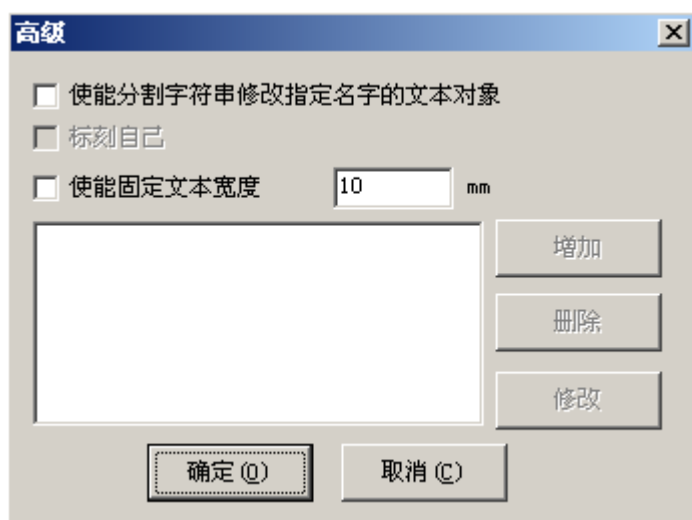 高级
使能分割字符串修改指定名字的文本对象
标刻自己
使能固定文本宽度 10 mm
增加
删除
修改
确定(O) 取消(C)